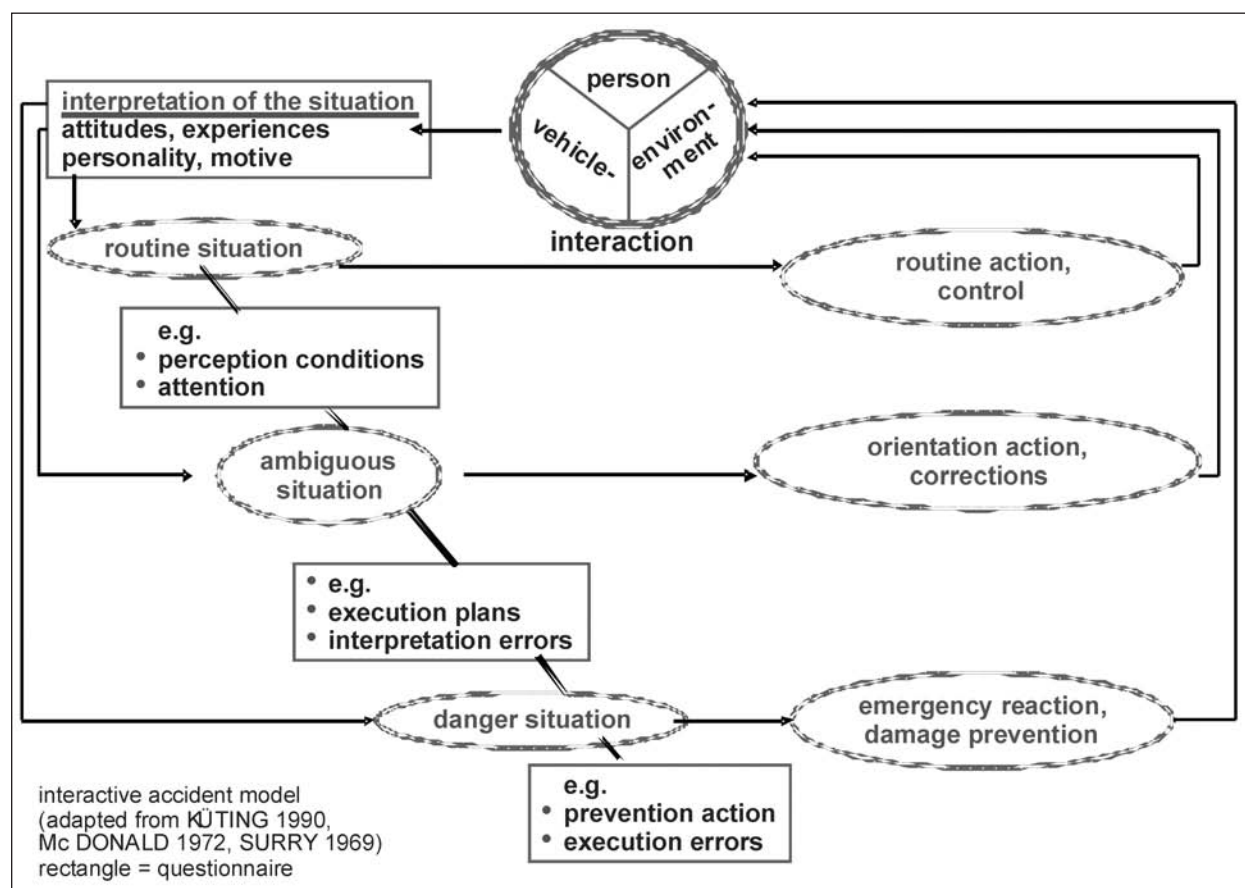 person
vehicle-
environ-
ment
interaction
interpretation of the situation
attitudes, experiences
personality, motive
routine situation
routine action,
control
e.g.
• perception conditions
• attention
ambiguous
situation
orientation action,
corrections
• e.g.
• execution plans
• interpretation errors
danger situation
emergency reaction,
damage prevention
e.g.
• prevention action
• execution errors
interactive accident model
(adapted from KÜTING 1990,
Mc DONALD 1972, SURRY 1969)
rectangle = questionnaire